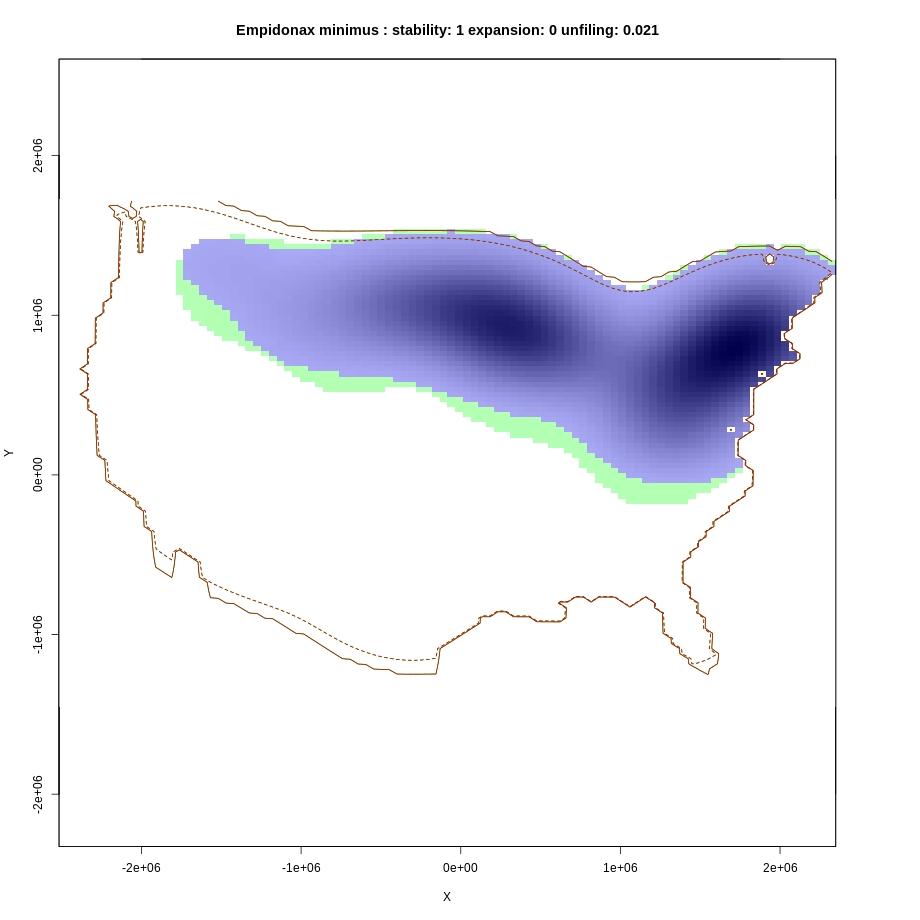 Empidonax minimus : stability: 1 expansion: 0 unfiling: 0.021
2e+06
1e+06
0e+00
-1e+06
-2e+06
Y
-2e+06 -1e+06 0e+00 1e+06 2e+06
X